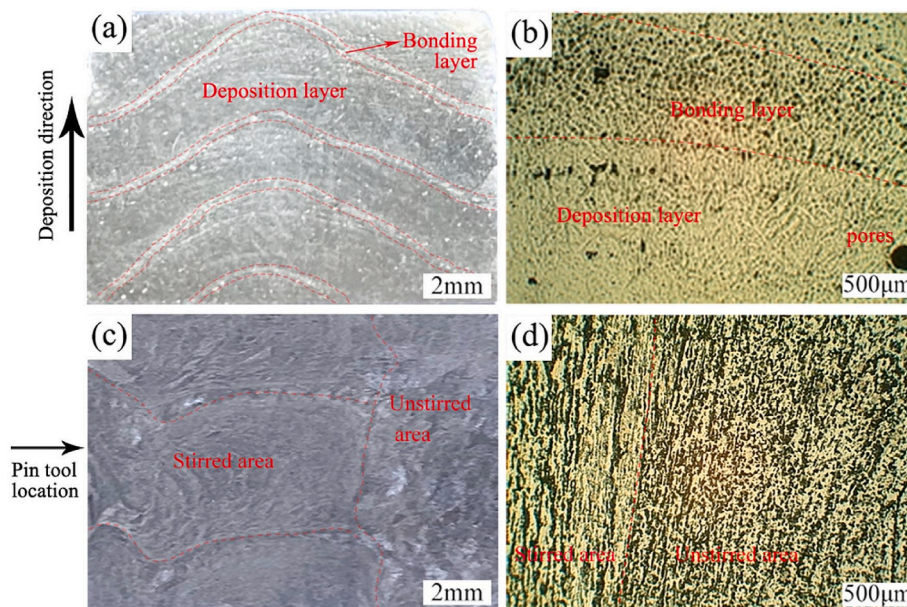 (a)
Bonding
layer
Deposition layer
Deposition direction
2mm
(b)
Bonding layer
Deposition layer
pores
500μm
(c)
Unstirred
area
Stirred area
Pin tool
location
2mm
(d)
Stirred area
Unstirred area
500μm